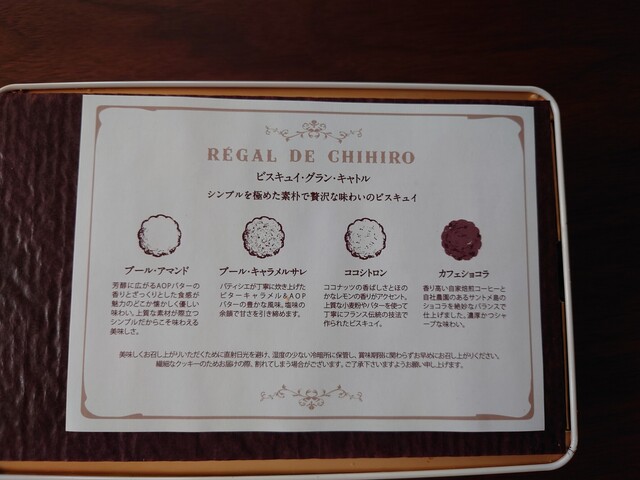 RÉGAL DE CHIHIRO
ビスキュイ・グラン・キャトル
シンプルを極めた素朴で贅沢な味わいのビスキュイ
ブール・アマンド
芳醇に広がるAOPバターの
香りとざっくりとした食感が
魅力のどこか懐かしく優しい
味わい。上質な素材が際立つ
シンプルだからこそ味わえる
美味しさ。
ブール・キャラメルサレ
パティシエが丁寧に炊き上げた
ビターキャラメル&AOP
バターの豊かな風味。塩味の
余韻で甘さを引き締めます。
ココシトロン
ココナッツの香ばしさとほの
かなレモンの香りがアクセント。
上質な小麦粉やバターを使って
丁寧にフランス伝統の技法で
作られたビスキュイ。
カフェショコラ
香り高い自家焙煎コーヒーと
自社農園のあるサントメ島の
ショコラを絶妙なバランスで
仕上げました。濃厚かつシャ
ープな味わい。
美味しくお召し上がりいただくために直射日光を避け、湿度の少ない冷暗所に保管し、賞味期限に関わらずお早めにお召し上がりください。
繊細なクッキーのためお届けの際、割れてしまう場合がございます。ご了承下さいますようお願い申し上げます。